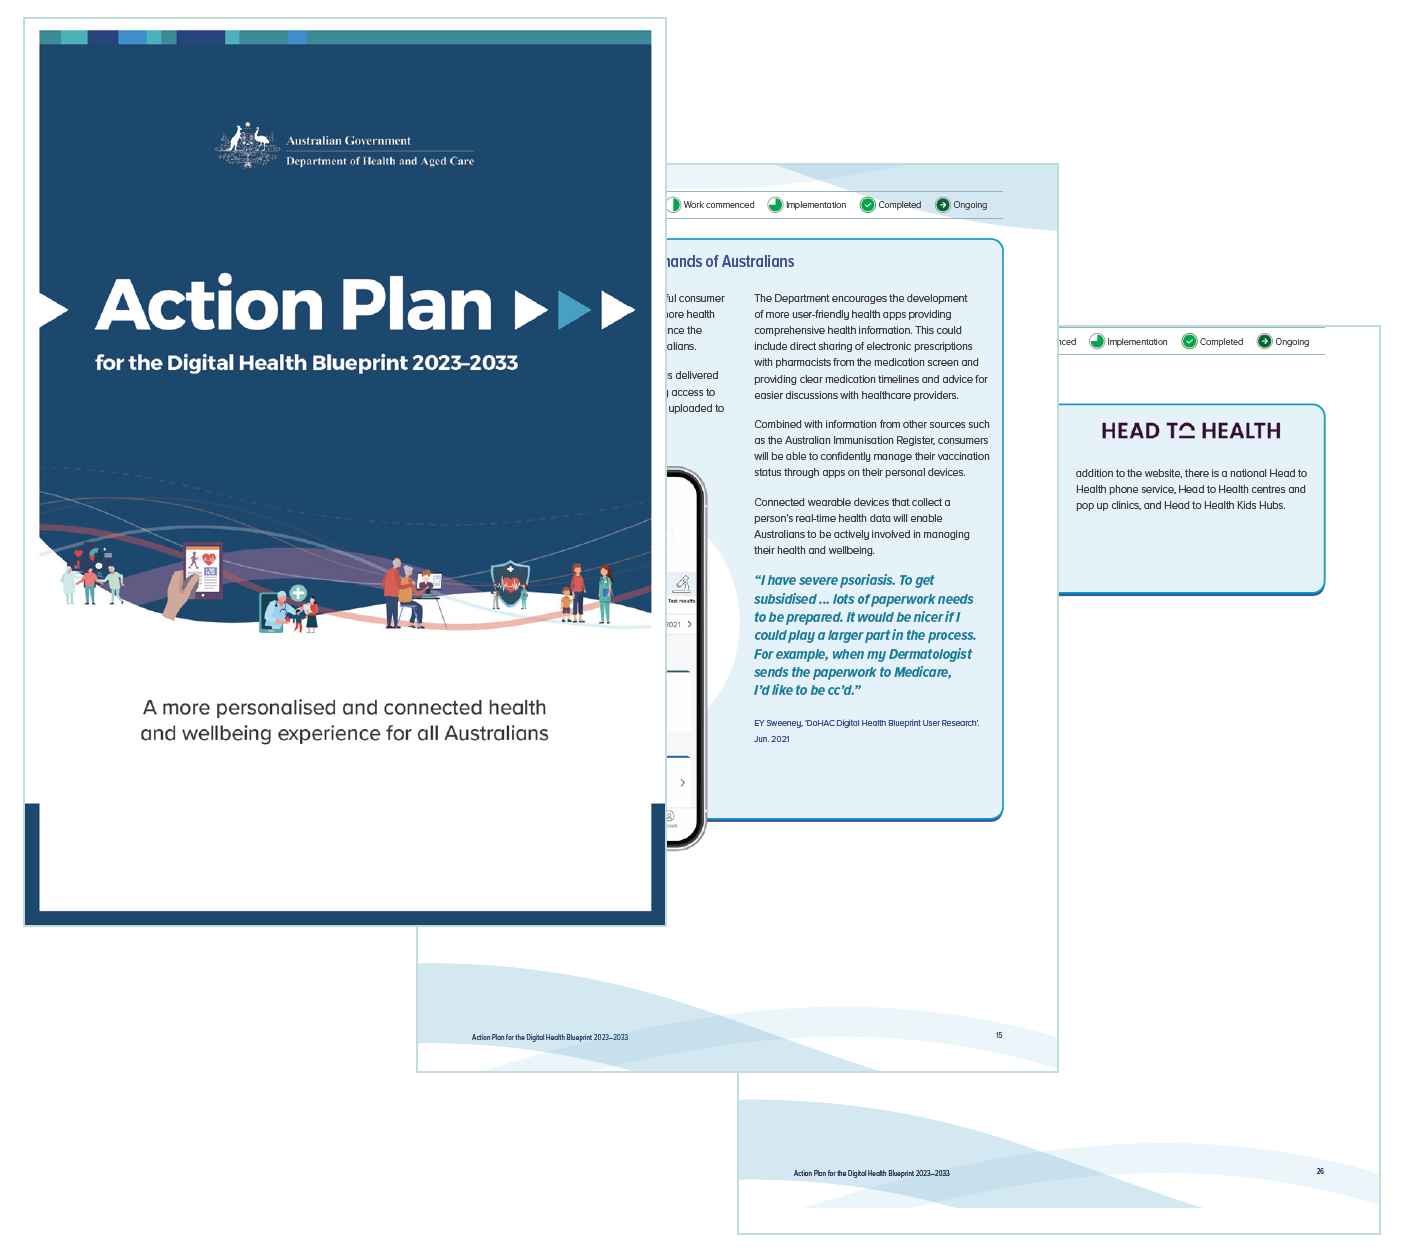 Australian Government
Department of Health and Aged Care
Action Plan
for the Digital Health Blueprint 2023–2033
A more personalised and connected health
and wellbeing experience for all Australians
Work commenced Implementation Completed Ongoing
of Australians
consumer
health
the
delivered
access to
uploaded to
The Department encourages the development
of more user-friendly health apps providing
comprehensive health information. This could
include direct sharing of electronic prescriptions
with pharmacists from the medication screen and
providing clear medication timelines and advice for
easier discussions with healthcare providers.
Combined with information from other sources such
as the Australian Immunisation Register, consumers
will be able to confidently manage their vaccination
status through apps on their personal devices.
Connected wearable devices that collect a
person's real-time health data will enable
Australians to be actively involved in managing
their health and wellbeing.
“I have severe psoriasis. To get
subsidised ... lots of paperwork needs
to be prepared. It would be nicer if I
could play a larger part in the process.
For example, when my Dermatologist
sends the paperwork to Medicare,
I’d like to be cc’d.”
EY Sweeney, ‘DoHAC Digital Health Blueprint User Research’.
Jun. 2021
Test results
2021
Action Plan for the Digital Health Blueprint 2023–2033
15
Implementation Completed Ongoing
HEAD TO HEALTH
addition to the website, there is a national Head to
Health phone service, Head to Health centres and
pop up clinics, and Head to Health Kids Hubs.
Action Plan for the Digital Health Blueprint 2023–2033
26